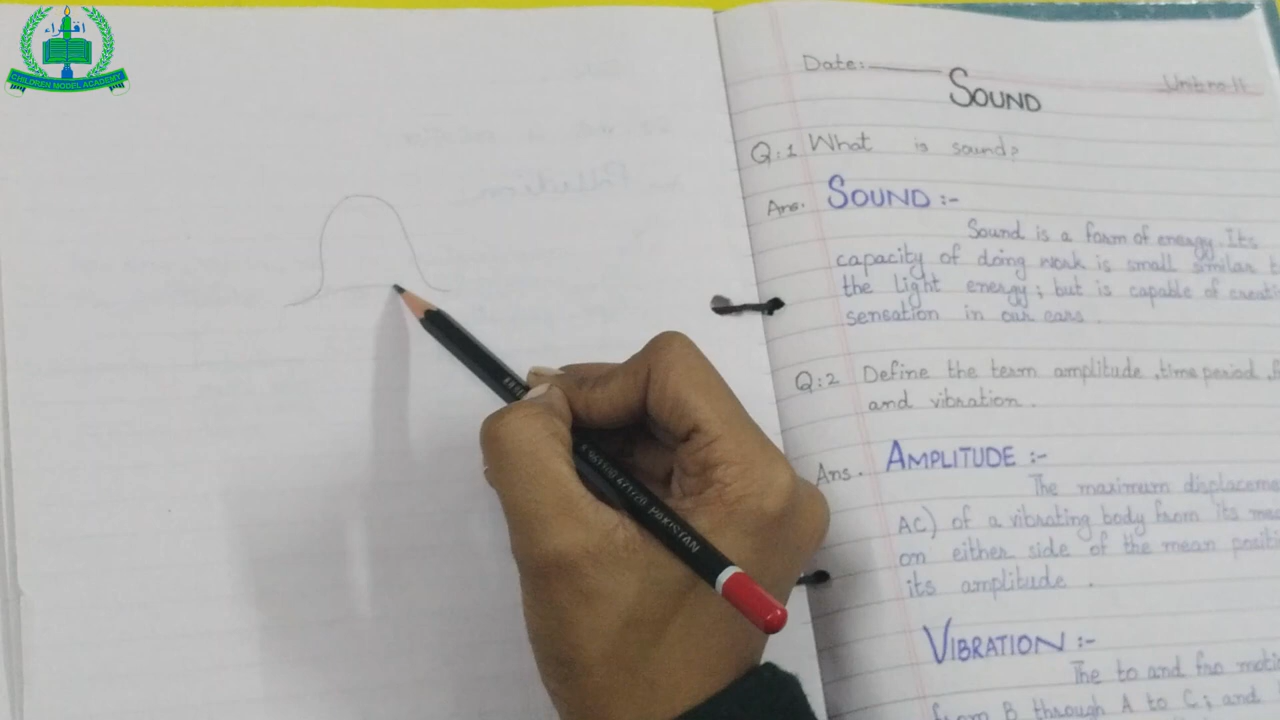 اقراء
CHILDREN MODEL ACADEMY
Date:
SOUND
Unit no 11
Q:1 What is sound?
Ans. SOUND :-
Sound is a form of energy. Its
capacity of doing work is small similar
the light energy; but is capable of
sensation in our ears.
Q:2 Define the term amplitude, time period,
and vibration.
Ans. AMPLITUDE :-
The maximum
AC) of a vibrating body from its
on either side of the mean
its amplitude.
VIBRATION :-
The to and fro
from B through A to C; and
PAKISTAN